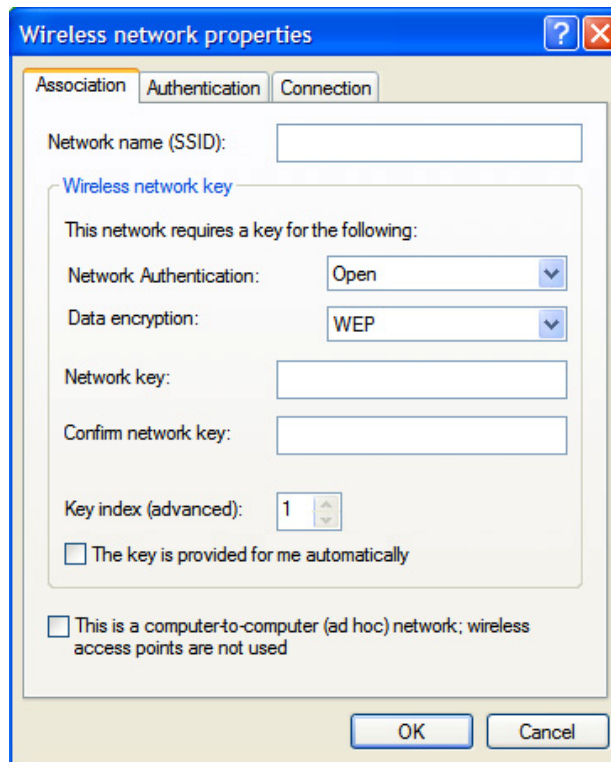 Wireless network properties
?
Association Authentication Connection
Network name (SSID):
Wireless network key
This network requires a key for the following:
Network Authentication: Open
Data encryption: WEP
Network key:
Confirm network key:
Key index (advanced): 1
The key is provided for me automatically
This is a computer-to-computer (ad hoc) network; wireless
access points are not used
OK Cancel